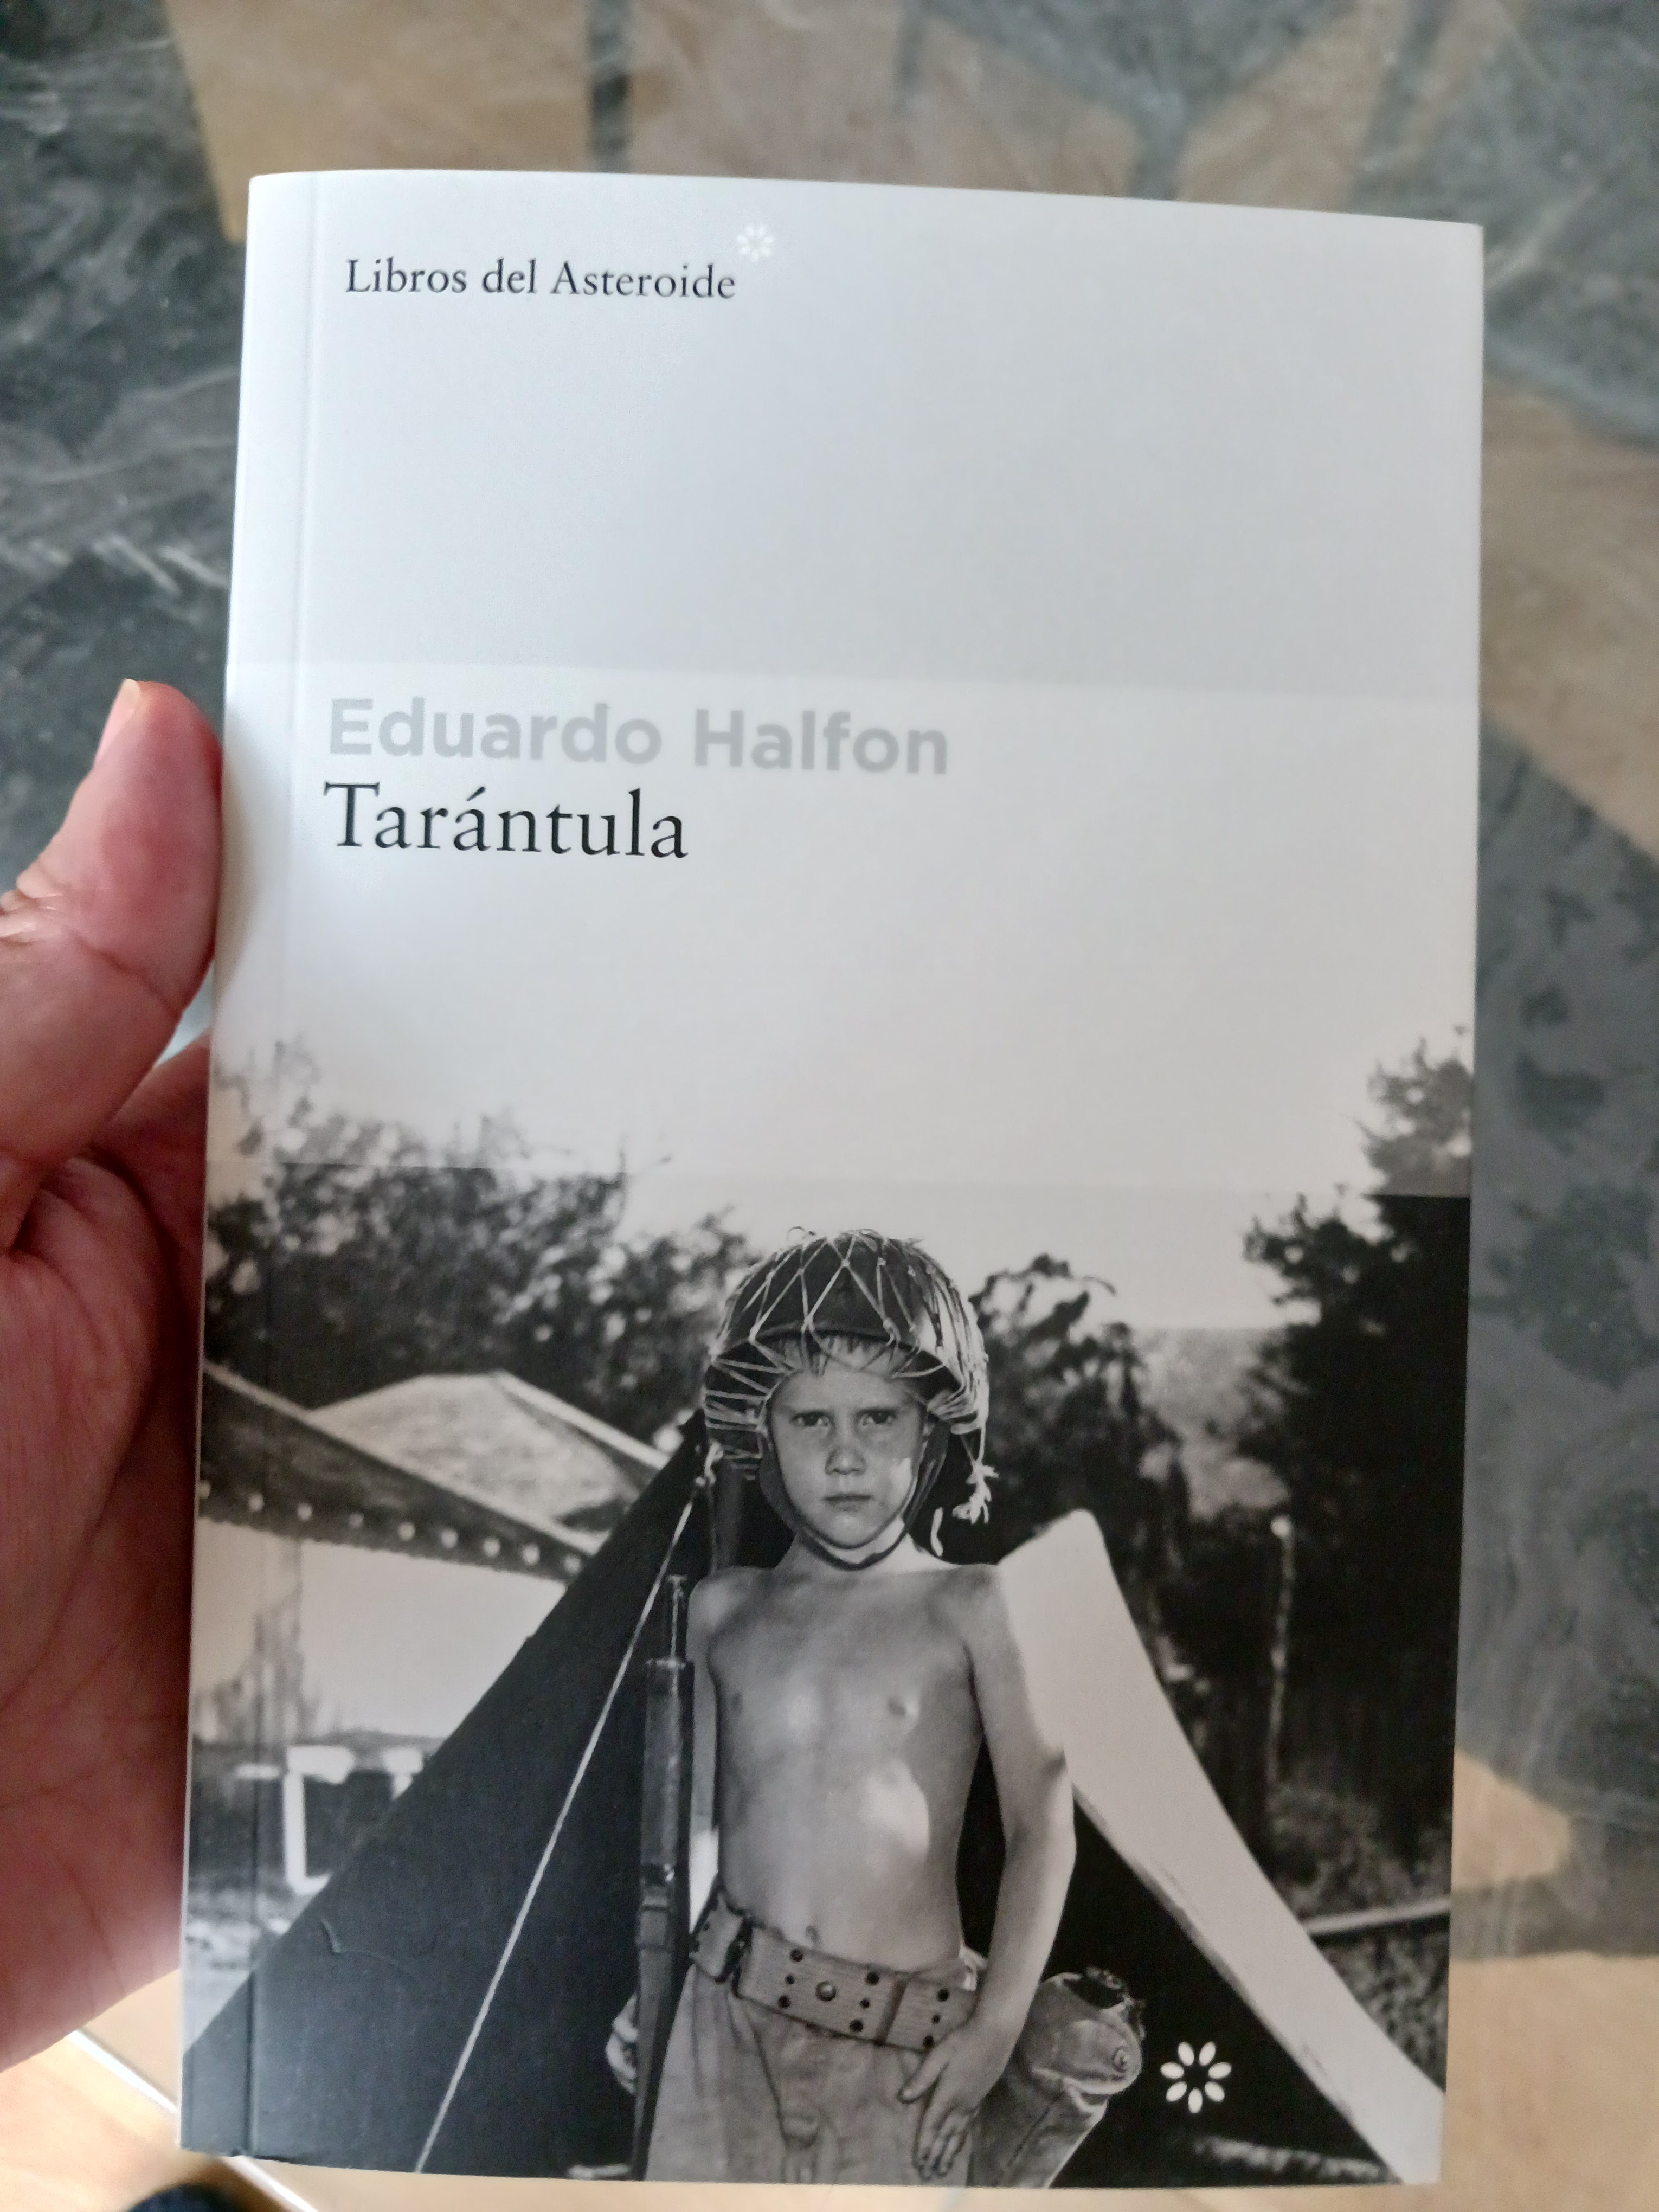 Libros del Asteroide
Eduardo Halfon
Tarántula